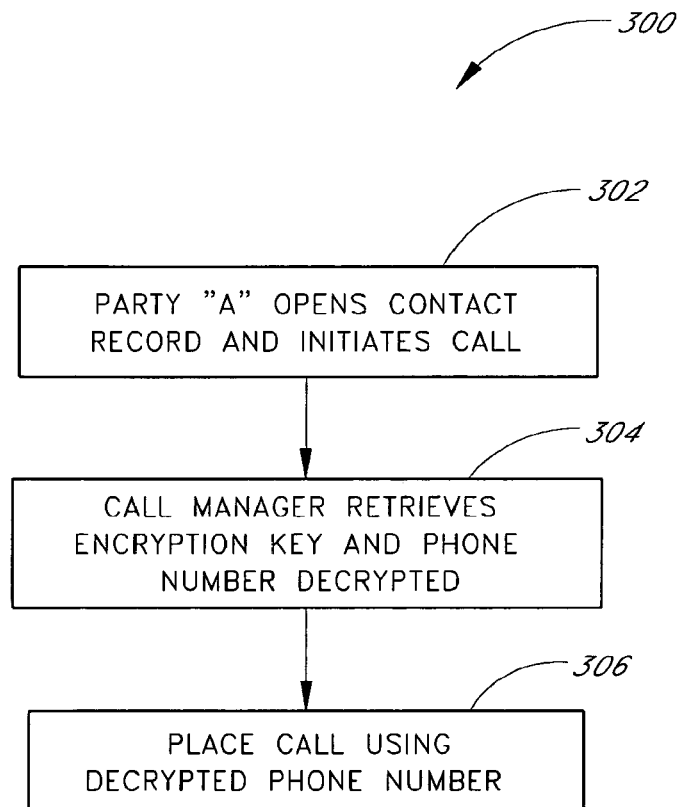 300
302
PARTY "A" OPENS CONTACT
RECORD AND INITIATES CALL
304
CALL MANAGER RETRIEVES
ENCRYPTION KEY AND PHONE
NUMBER DECRYPTED
306
PLACE CALL USING
DECRYPTED PHONE NUMBER